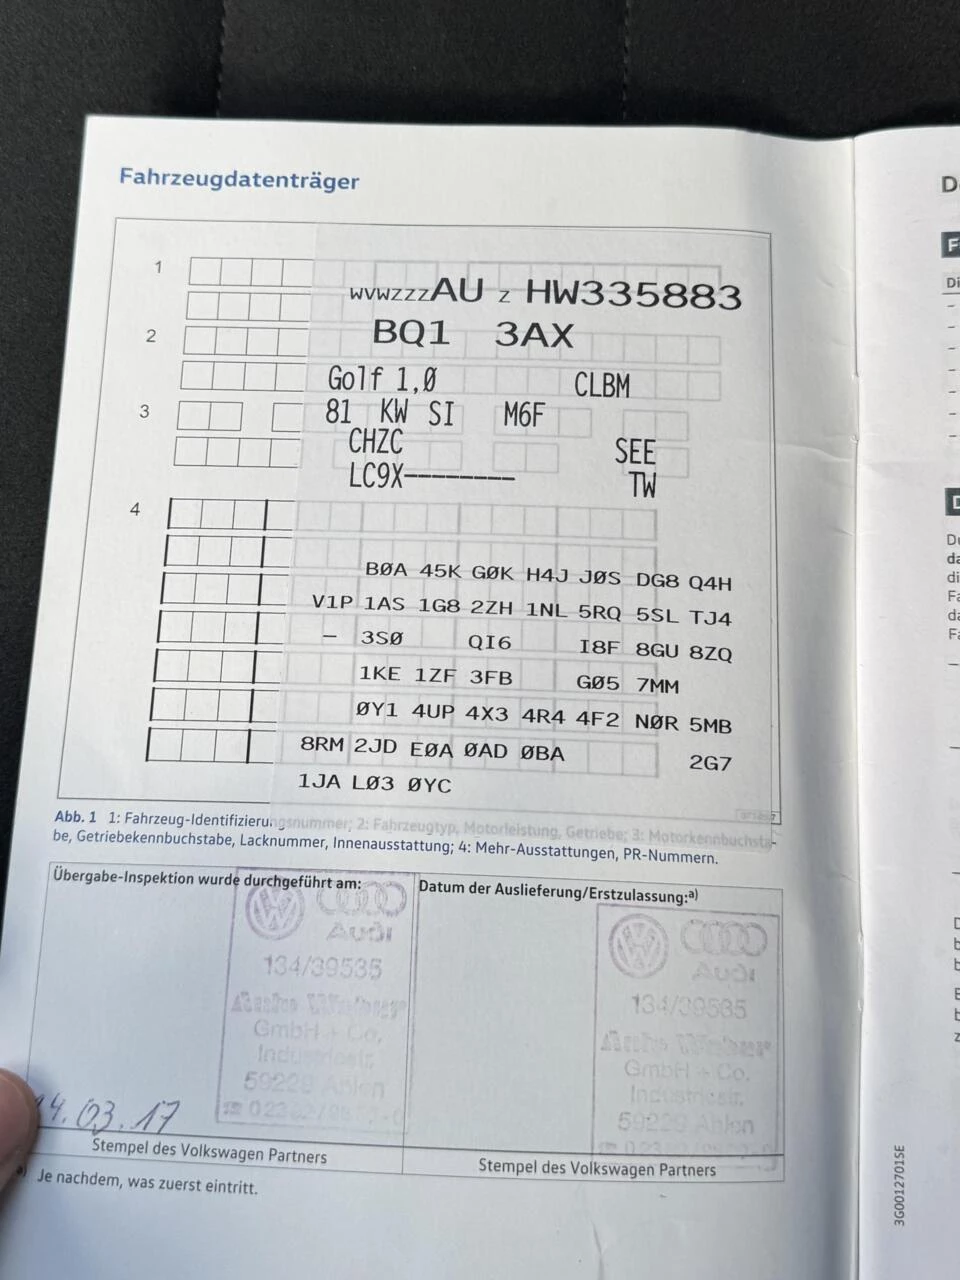 Fahrzeugdatenträger
1
WVWZZZAU Z HW335883
2
BQ1 3AX
Golf 1,0 CLBM
3
81 KW SI M6F
CHZC SEE
LC9X-------- TW
4
BØA 45K GØK H4J JØS DG8 Q4H
V1P 1AS 1G8 2ZH 1NL 5RQ 5SL TJ4
- 3SØ QI6 I8F 8GU 8ZQ
1KE 1ZF 3FB GØ5 7MM
ØY1 4UP 4X3 4R4 4F2 NØR 5MB
8RM 2JD EØA ØAD ØBA 2G7
1JA LØ3 ØYC
Abb. 1 1: Fahrzeug-Identifizierungsnummer; 2: Fahrzeugtyp, Motorleistung, Getriebe; 3: Motorkennbuchsta-
be, Getriebekennbuchstabe, Lacknummer, Innenausstattung; 4: Mehr-Ausstattungen, PR-Nummern.
Übergabe-Inspektion wurde durchgeführt am:
Audi
134/39535
GmbH + Co.
Industriestr.
59229 Ahlen
14.03.17
Stempel des Volkswagen Partners
Datum der Auslieferung/Erstzulassung:a)
Audi
134/39535
GmbH + Co.
Industriestr.
59229 Ahlen
Stempel des Volkswagen Partners
a) Je nachdem, was zuerst eintritt.
3G0012701SE